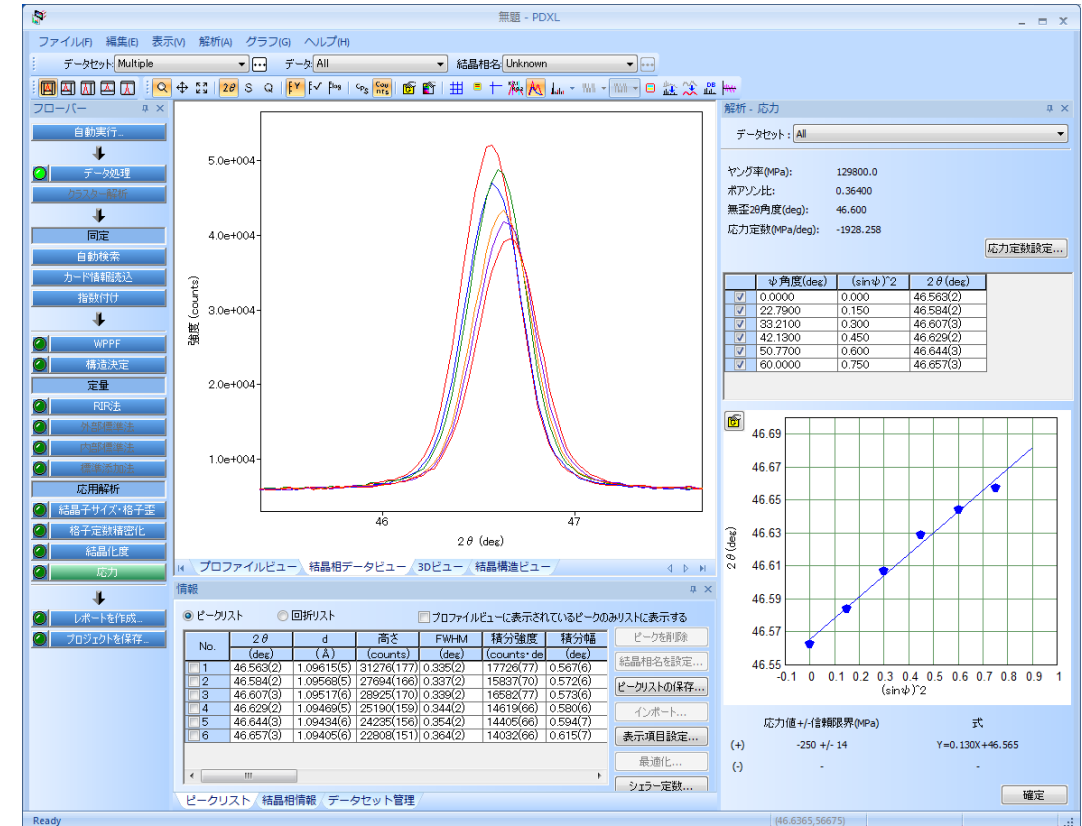 無題 - PDXL
ファイル(F) 編集(E) 表示(V) 解析(A) グラフ(G) ヘルプ(H)
データセット: Multiple データ: All 結晶相名: Unknown
2θ S Q
フローバー
自動実行...
データ処理
クラスター解析
同定
自動検索
カード情報読込
指数付け
WPPF
構造決定
定量
RIR法
外部標準法
内部標準法
標準添加法
応用解析
結晶子サイズ・格子歪
格子定数精密化
結晶化度
応力
レポートを作成...
プロジェクトを保存...
強度 (counts)
5.0e+004
4.0e+004
3.0e+004
2.0e+004
1.0e+004
46 47
2θ (deg)
プロファイルビュー 結晶相データビュー 3Dビュー 結晶構造ビュー
情報
ピークリスト 回折リスト プロファイルビューに表示されているピークのみリストに表示する
No. 2θ d 高さ FWHM 積分強度 積分幅
(deg) (Å) (counts) (deg) (counts・de (deg)
1 46.563(2) 1.09615(5) 31276(177) 0.335(2) 17726(77) 0.567(6)
2 46.584(2) 1.09568(5) 27694(166) 0.337(2) 15837(70) 0.572(6)
3 46.607(3) 1.09517(6) 28925(170) 0.339(2) 16582(77) 0.573(6)
4 46.629(2) 1.09469(5) 25190(159) 0.344(2) 14619(66) 0.580(6)
5 46.644(3) 1.09434(6) 24235(156) 0.354(2) 14405(66) 0.594(7)
6 46.657(3) 1.09405(6) 22808(151) 0.364(2) 14032(66) 0.615(7)
ピークを削除
結晶相名を設定...
ピークリストの保存...
インポート...
表示項目設定...
最適化...
シェラー定数...
ピークリスト 結晶相情報 データセット管理
解析 - 応力
データセット: All
ヤング率(MPa): 129800.0
ポアソン比: 0.36400
無歪2θ角度(deg): 46.600
応力定数(MPa/deg): -1928.258
応力定数設定...
ψ角度(deg) (sinψ)^2 2θ(deg)
0.0000 0.000 46.563(2)
22.7900 0.150 46.584(2)
33.2100 0.300 46.607(3)
42.1300 0.450 46.629(2)
50.7700 0.600 46.644(3)
60.0000 0.750 46.657(3)
2θ(deg)
46.69
46.67
46.65
46.63
46.61
46.59
46.57
46.55
-0.1 0 0.1 0.2 0.3 0.4 0.5 0.6 0.7 0.8 0.9 1
(sinψ)^2
応力値+/-信頼限界(MPa) 式
(+) -250 +/- 14 Y=0.130X+46.565
(-) - -
確定
Ready (46.6365,56675)